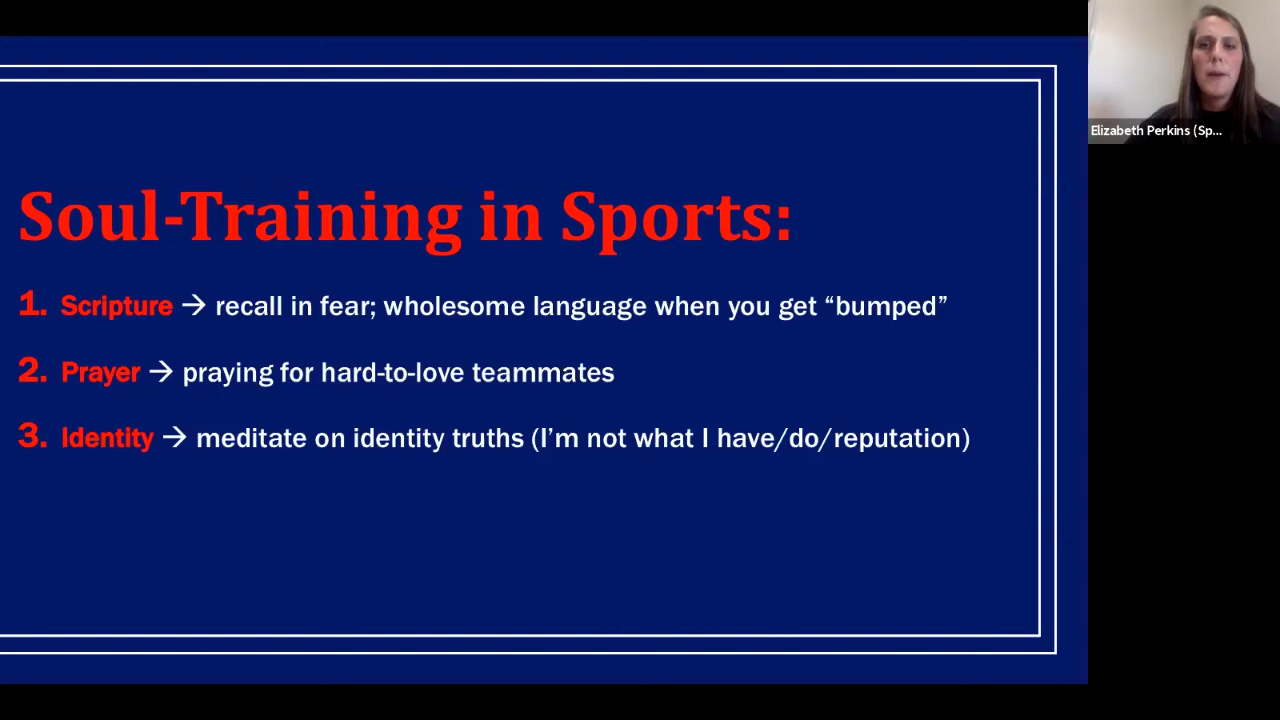 Soul-Training in Sports:
1. Scripture → recall in fear; wholesome language when you get “bumped”
2. Prayer → praying for hard-to-love teammates
3. Identity → meditate on identity truths (I’m not what I have/do/reputation)
Elizabeth Perkins (Sp...